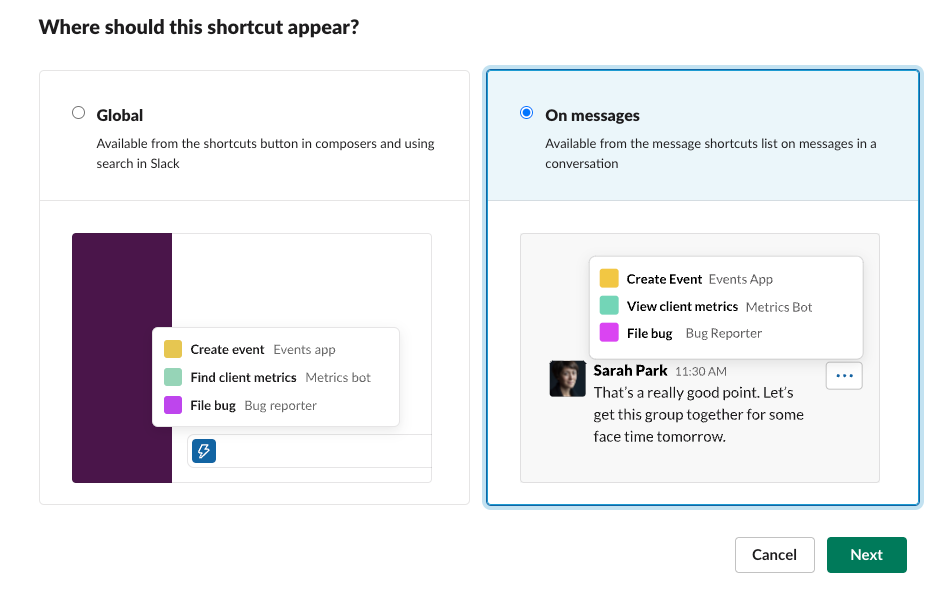 Where should this shortcut appear?
Global
Available from the shortcuts button in composers and using
search in Slack
Create event Events app
Find client metrics Metrics bot
File bug Bug reporter
On messages
Available from the message shortcuts list on messages in a
conversation
Create Event Events App
View client metrics Metrics Bot
File bug Bug Reporter
Sarah Park 11:30 AM
That's a really good point. Let's
get this group together for some
face time tomorrow.
Cancel Next